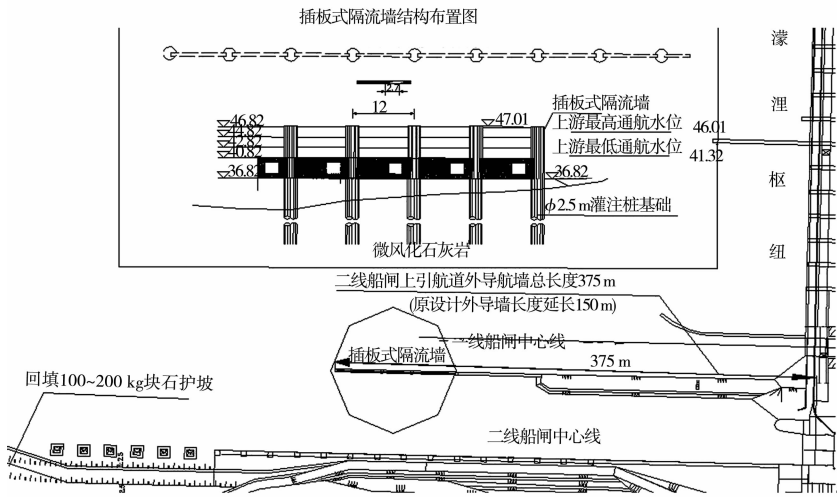 插板式隔流墙结构布置图
濛
浬
枢
纽
2.7
12
46.82
44.82
42.82
40.82
36.82
47.01
插板式隔流墙
上游最高通航水位 46.01
上游最低通航水位 41.32
36.82
ϕ2.5 m灌注桩基础
微风化石灰岩
二线船闸上引航道外导航墙总长度375 m
(原设计外导墙长度延长150 m)
一线船闸中心线
插板式隔流墙
375 m
回填100~200 kg块石护坡
二线船闸中心线
2.5
2.5